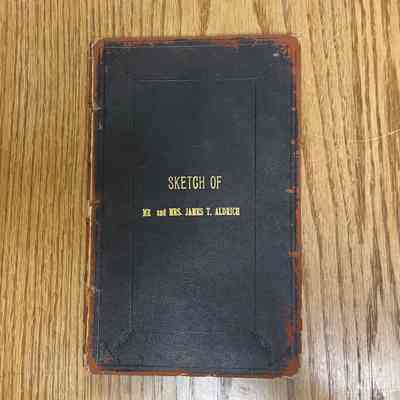 SKETCH OF
MR and MRS. JAMES T. ALDRICH